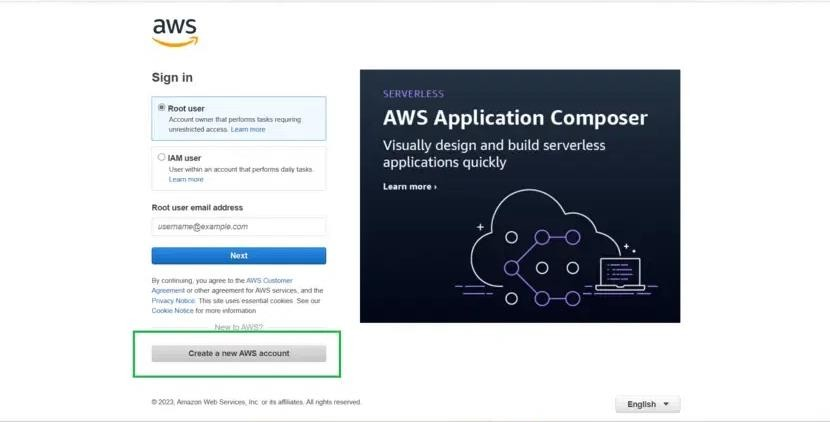 aws
Sign in
Root user
Account owner that performs tasks requiring
unrestricted access. Learn more
IAM user
User within an account that performs daily tasks.
Learn more
Root user email address
username@example.com
Next
By continuing, you agree to the AWS Customer
Agreement or other agreement for AWS services, and the
Privacy Notice. This site uses essential cookies. See our
Cookie Notice for more information
New to AWS?
Create a new AWS account
SERVERLESS
AWS Application Composer
Visually design and build serverless
applications quickly
Learn more ›
© 2023, Amazon Web Services, Inc. or its affiliates. All rights reserved.
English